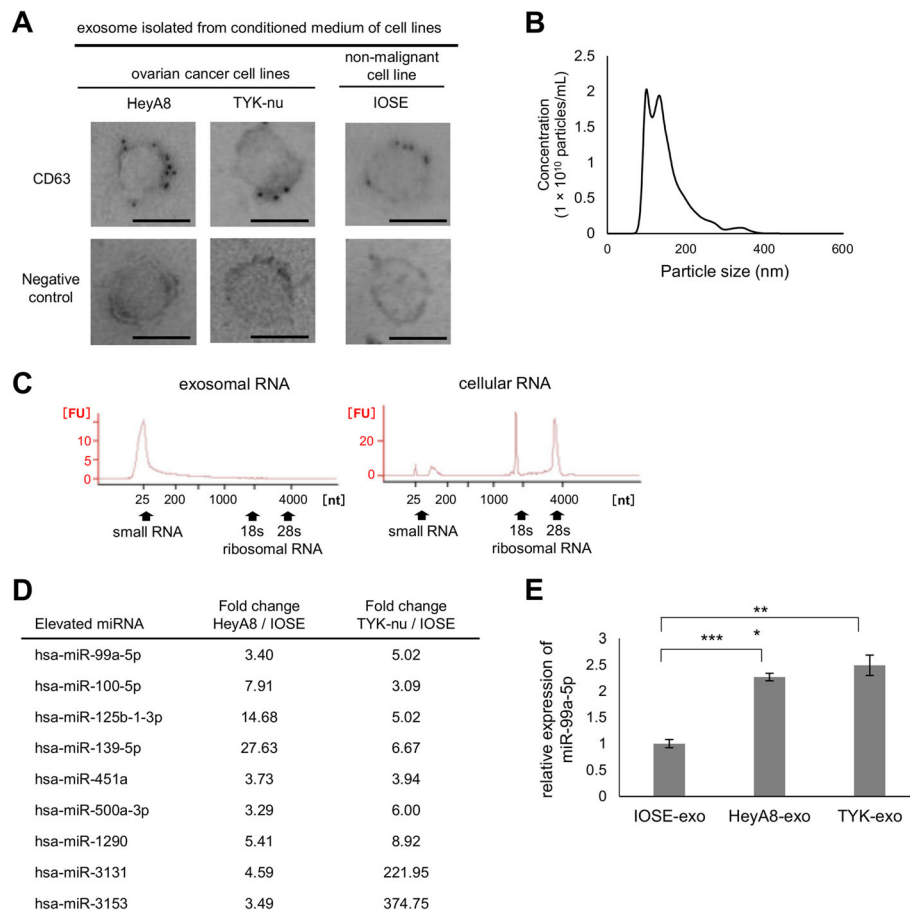 A
exosome isolated from conditioned medium of cell lines
ovarian cancer cell lines
non-malignant
cell line
HeyA8 TYK-nu IOSE
CD63
Negative
control
B
2.5
2
1.5
1
0.5
0
Concentration
(1 × 10¹⁰ particles/mL)
0 200 400 600
Particle size (nm)
C
exosomal RNA
[FU]
10
5
0
25 200 1000 4000 [nt]
small RNA
18s 28s
ribosomal RNA
cellular RNA
[FU]
20
0
25 200 1000 4000 [nt]
small RNA
18s 28s
ribosomal RNA
D
Elevated miRNA Fold change HeyA8 / IOSE Fold change TYK-nu / IOSE
hsa-miR-99a-5p 3.40 5.02
hsa-miR-100-5p 7.91 3.09
hsa-miR-125b-1-3p 14.68 5.02
hsa-miR-139-5p 27.63 6.67
hsa-miR-451a 3.73 3.94
hsa-miR-500a-3p 3.29 6.00
hsa-miR-1290 5.41 8.92
hsa-miR-3131 4.59 221.95
hsa-miR-3153 3.49 374.75
E
**
*** *
3
2.5
2
1.5
1
0.5
0
relative expression of
miR-99a-5p
IOSE-exo HeyA8-exo TYK-exo